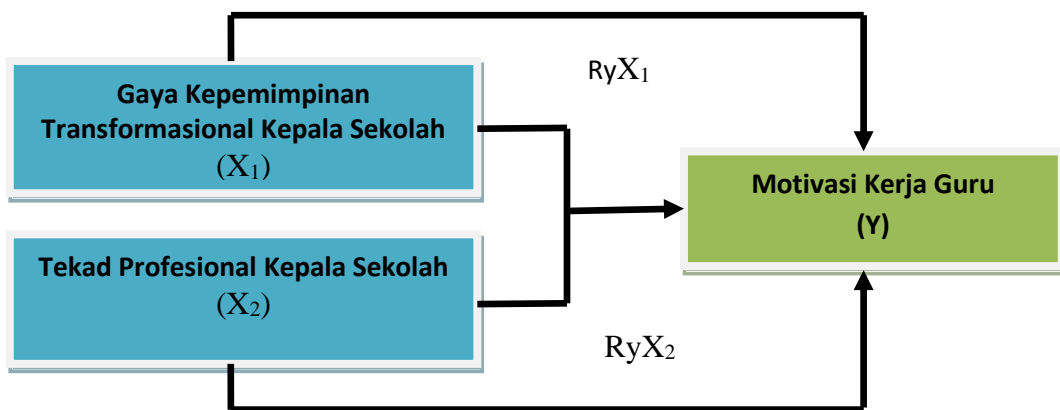 Gaya Kepemimpinan
Transformasional Kepala Sekolah
(X₁)
RyX₁
Motivasi Kerja Guru
(Y)
Tekad Profesional Kepala Sekolah
(X₂)
RyX₂